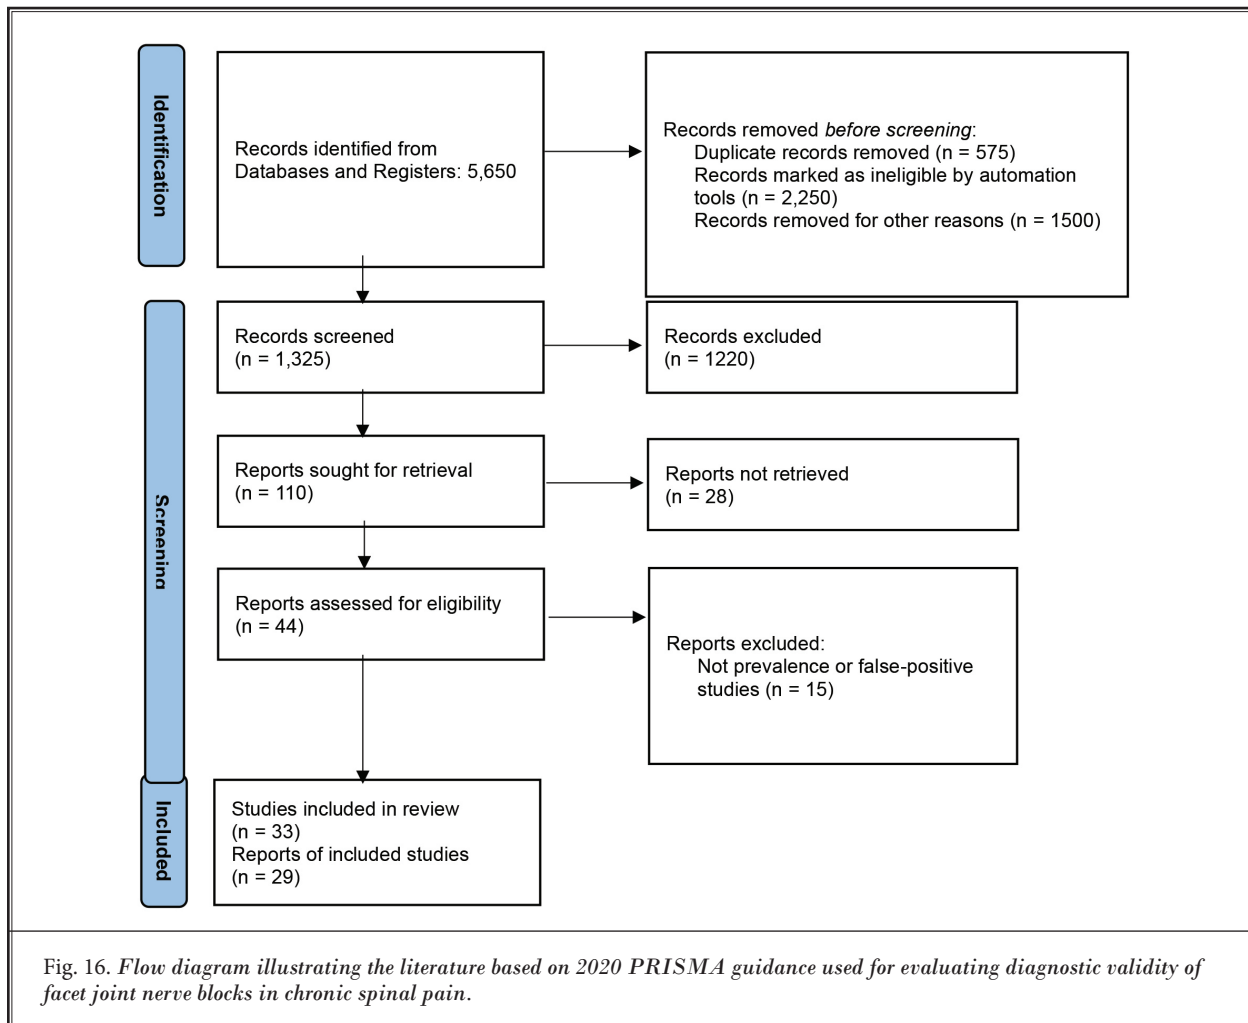 Identification
Records identified from
Databases and Registers: 5,650
Records removed before screening:
Duplicate records removed (n = 575)
Records marked as ineligible by automation
tools (n = 2,250)
Records removed for other reasons (n = 1500)
Screening
Records screened
(n = 1,325)
Records excluded
(n = 1220)
Reports sought for retrieval
(n = 110)
Reports not retrieved
(n = 28)
Reports assessed for eligibility
(n = 44)
Reports excluded:
Not prevalence or false-positive
studies (n = 15)
Included
Studies included in review
(n = 33)
Reports of included studies
(n = 29)
Fig. 16. Flow diagram illustrating the literature based on 2020 PRISMA guidance used for evaluating diagnostic validity of
facet joint nerve blocks in chronic spinal pain.